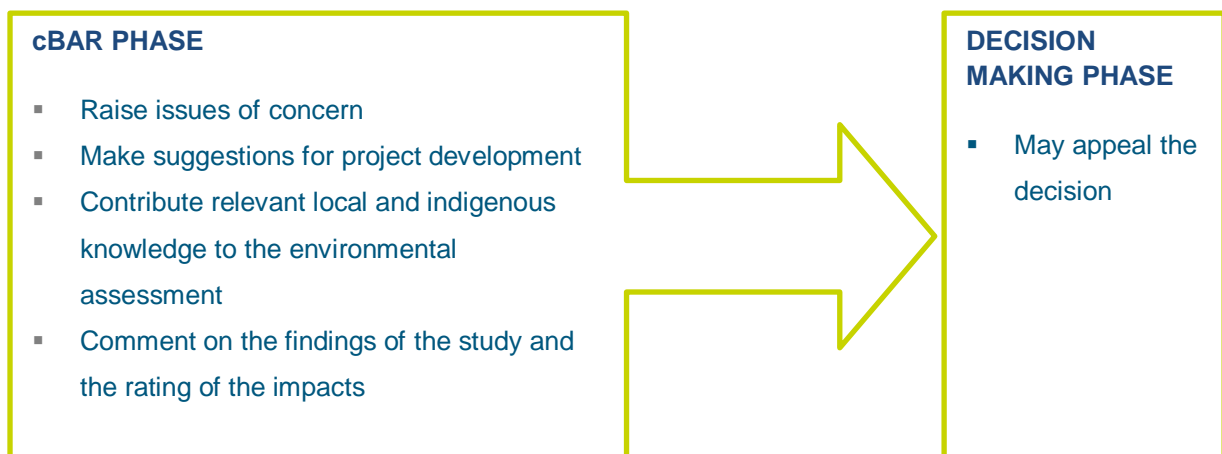 cBAR PHASE
▪ Raise issues of concern
▪ Make suggestions for project development
▪ Contribute relevant local and indigenous
knowledge to the environmental
assessment
▪ Comment on the findings of the study and
the rating of the impacts
DECISION
MAKING PHASE
▪ May appeal the
decision